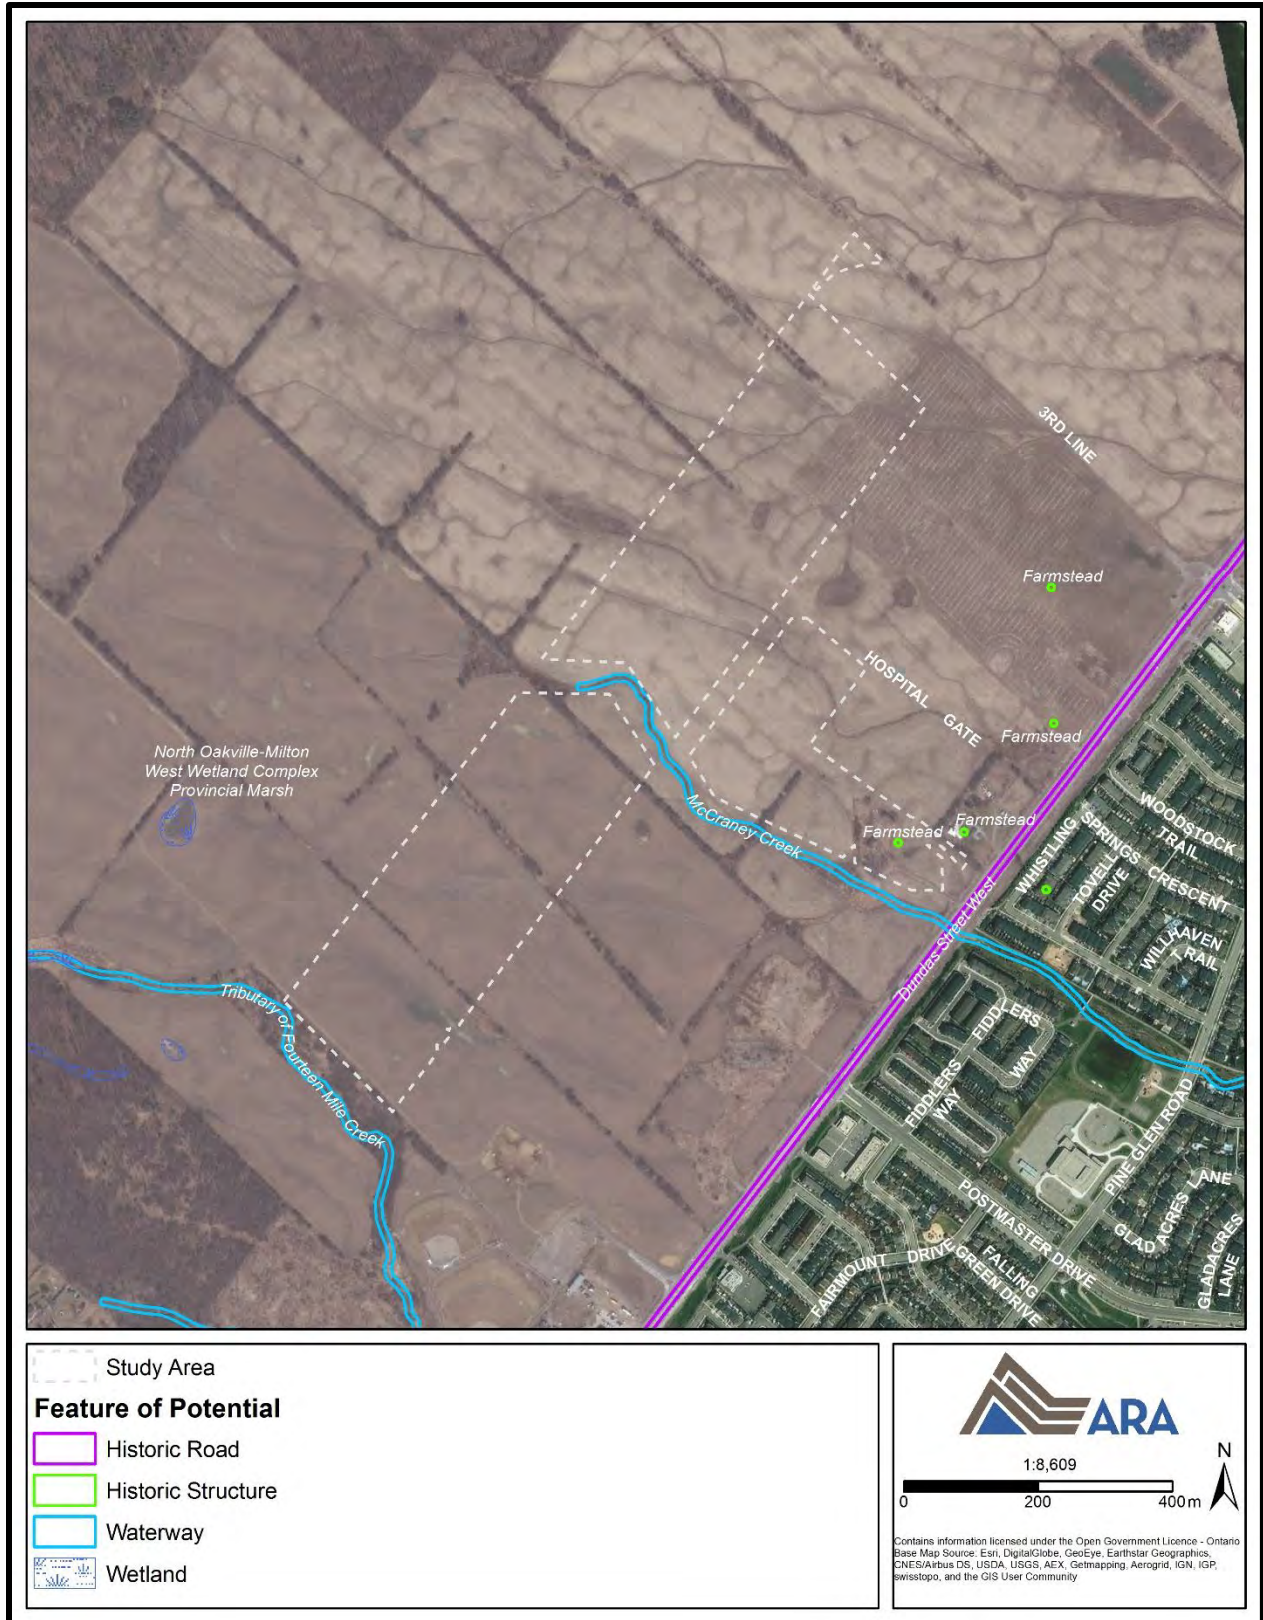 3RD LINE
Farmstead
HOSPITAL GATE
Farmstead
North Oakville-Milton
West Wetland Complex
Provincial Marsh
McCraney Creek
Farmstead
Farmstead
WOODSTOCK
TRAIL
WHISTLING
SPRINGS CRESCENT
TOVELL
DRIVE
WILLHAVEN
TRAIL
Dundas Street West
Tributary of Fourteen Mile Creek
FIDDLERS
WAY
FIDDLERS
WAY
PINE GLEN ROAD
POSTMASTER DRIVE
GLAD ACRES LANE
GLADACRES
LANE
FAIRMOUNT DRIVE
FALLING
GREEN DRIVE
Study Area
Feature of Potential
Historic Road
Historic Structure
Waterway
Wetland
ARA
1:8,609
N
0 200 400 m
Contains information licensed under the Open Government Licence - Ontario
Base Map Source: Esri, DigitalGlobe, GeoEye, Earthstar Geographics,
CNES/Airbus DS, USDA, USGS, AEX, Getmapping, Aerogrid, IGN, IGP,
swisstopo, and the GIS User Community